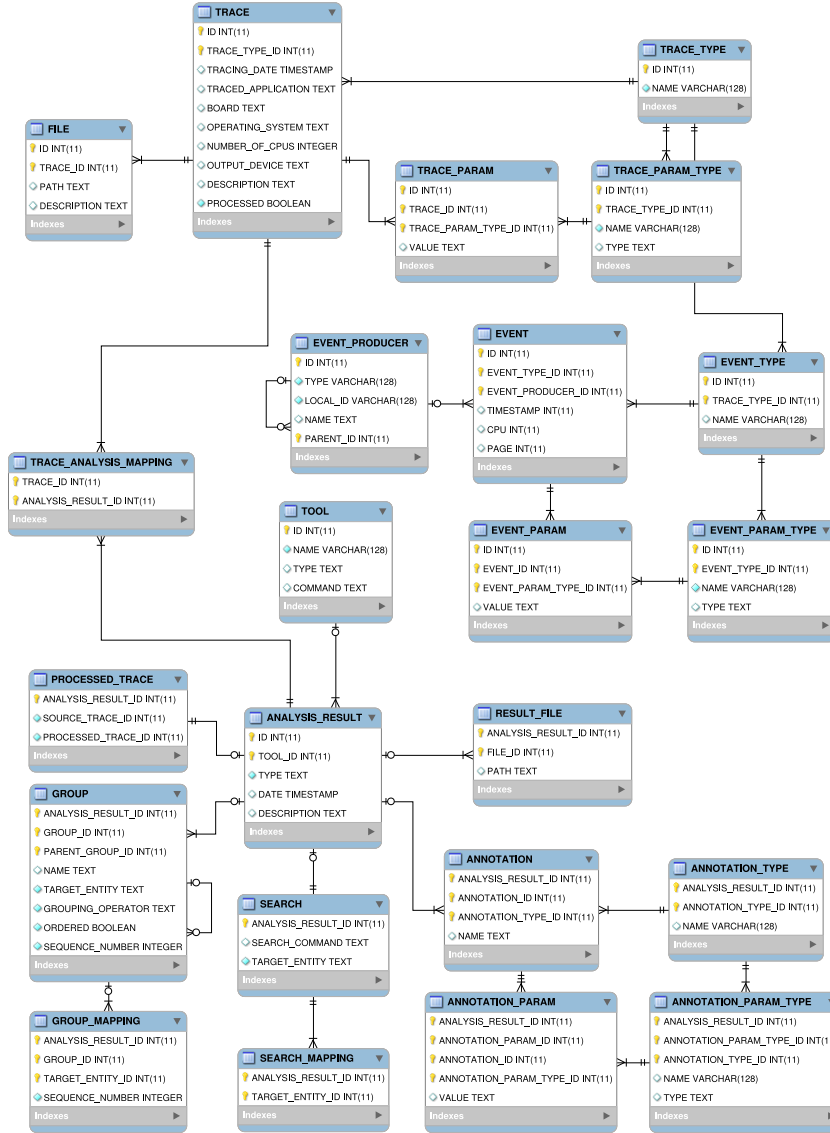 TRACE
ID INT(11)
TRACE_TYPE_ID INT(11)
TRACING_DATE TIMESTAMP
TRACED_APPLICATION TEXT
BOARD TEXT
OPERATING_SYSTEM TEXT
NUMBER_OF_CPUS INTEGER
OUTPUT_DEVICE TEXT
DESCRIPTION TEXT
PROCESSED BOOLEAN
Indexes
TRACE_TYPE
ID INT(11)
NAME VARCHAR(128)
Indexes
FILE
ID INT(11)
TRACE_ID INT(11)
PATH TEXT
DESCRIPTION TEXT
Indexes
TRACE_PARAM
ID INT(11)
TRACE_ID INT(11)
TRACE_PARAM_TYPE_ID INT(11)
VALUE TEXT
Indexes
TRACE_PARAM_TYPE
ID INT(11)
TRACE_TYPE_ID INT(11)
NAME VARCHAR(128)
TYPE TEXT
Indexes
EVENT_PRODUCER
ID INT(11)
TYPE VARCHAR(128)
LOCAL_ID VARCHAR(128)
NAME TEXT
PARENT_ID INT(11)
Indexes
EVENT
ID INT(11)
EVENT_TYPE_ID INT(11)
EVENT_PRODUCER_ID INT(11)
TIMESTAMP INT(11)
CPU INT(11)
PAGE INT(11)
Indexes
EVENT_TYPE
ID INT(11)
TRACE_TYPE_ID INT(11)
NAME VARCHAR(128)
Indexes
TRACE_ANALYSIS_MAPPING
TRACE_ID INT(11)
ANALYSIS_RESULT_ID INT(11)
Indexes
TOOL
ID INT(11)
NAME VARCHAR(128)
TYPE TEXT
COMMAND TEXT
Indexes
EVENT_PARAM
ID INT(11)
EVENT_ID INT(11)
EVENT_PARAM_TYPE_ID INT(11)
VALUE TEXT
Indexes
EVENT_PARAM_TYPE
ID INT(11)
EVENT_TYPE_ID INT(11)
NAME VARCHAR(128)
TYPE TEXT
Indexes
PROCESSED_TRACE
ANALYSIS_RESULT_ID INT(11)
SOURCE_TRACE_ID INT(11)
PROCESSED_TRACE_ID INT(11)
Indexes
ANALYSIS_RESULT
ID INT(11)
TOOL_ID INT(11)
TYPE TEXT
DATE TIMESTAMP
DESCRIPTION TEXT
Indexes
RESULT_FILE
ANALYSIS_RESULT_ID INT(11)
FILE_ID INT(11)
PATH TEXT
Indexes
GROUP
ANALYSIS_RESULT_ID INT(11)
GROUP_ID INT(11)
PARENT_GROUP_ID INT(11)
NAME TEXT
TARGET_ENTITY TEXT
GROUPING_OPERATOR TEXT
ORDERED BOOLEAN
SEQUENCE_NUMBER INTEGER
Indexes
SEARCH
ANALYSIS_RESULT_ID INT(11)
SEARCH_COMMAND TEXT
TARGET_ENTITY TEXT
Indexes
ANNOTATION
ANALYSIS_RESULT_ID INT(11)
ANNOTATION_ID INT(11)
ANNOTATION_TYPE_ID INT(11)
NAME TEXT
Indexes
ANNOTATION_TYPE
ANALYSIS_RESULT_ID INT(11)
ANNOTATION_TYPE_ID INT(11)
NAME VARCHAR(128)
Indexes
GROUP_MAPPING
ANALYSIS_RESULT_ID INT(11)
GROUP_ID INT(11)
TARGET_ENTITY_ID INT(11)
SEQUENCE_NUMBER INTEGER
Indexes
SEARCH_MAPPING
ANALYSIS_RESULT_ID INT(11)
TARGET_ENTITY_ID INT(11)
Indexes
ANNOTATION_PARAM
ANALYSIS_RESULT_ID INT(11)
ANNOTATION_PARAM_ID INT(11)
ANNOTATION_ID INT(11)
ANNOTATION_PARAM_TYPE_ID INT(11)
VALUE TEXT
Indexes
ANNOTATION_PARAM_TYPE
ANALYSIS_RESULT_ID INT(11)
ANNOTATION_PARAM_TYPE_ID INT(1
ANNOTATION_TYPE_ID INT(11)
NAME VARCHAR(128)
TYPE TEXT
Indexes